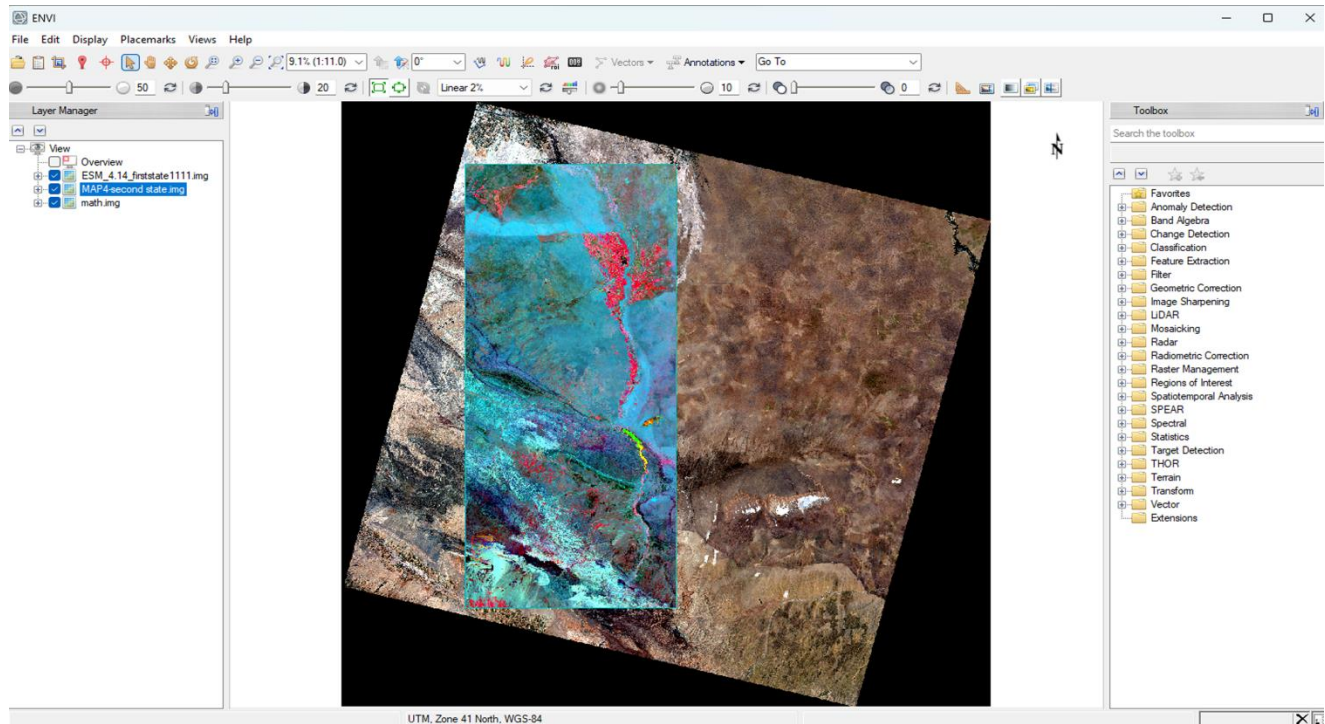 ENVI
File Edit Display Placemarks Views Help
9.1% (1:11.0) 0° Vectors Annotations Go To
50 20 Linear 2% 10 0
Layer Manager
View
Overview
ESM_4.14_firststate1111.img
MAP4-second state.img
math.img
N
Toolbox
Search the toolbox
Favorites
Anomaly Detection
Band Algebra
Change Detection
Classification
Feature Extraction
Filter
Geometric Correction
Image Sharpening
LiDAR
Mosaicking
Radar
Radiometric Correction
Raster Management
Regions of Interest
Spatiotemporal Analysis
SPEAR
Spectral
Statistics
Target Detection
THOR
Terrain
Transform
Vector
Extensions
UTM, Zone 41 North, WGS-84